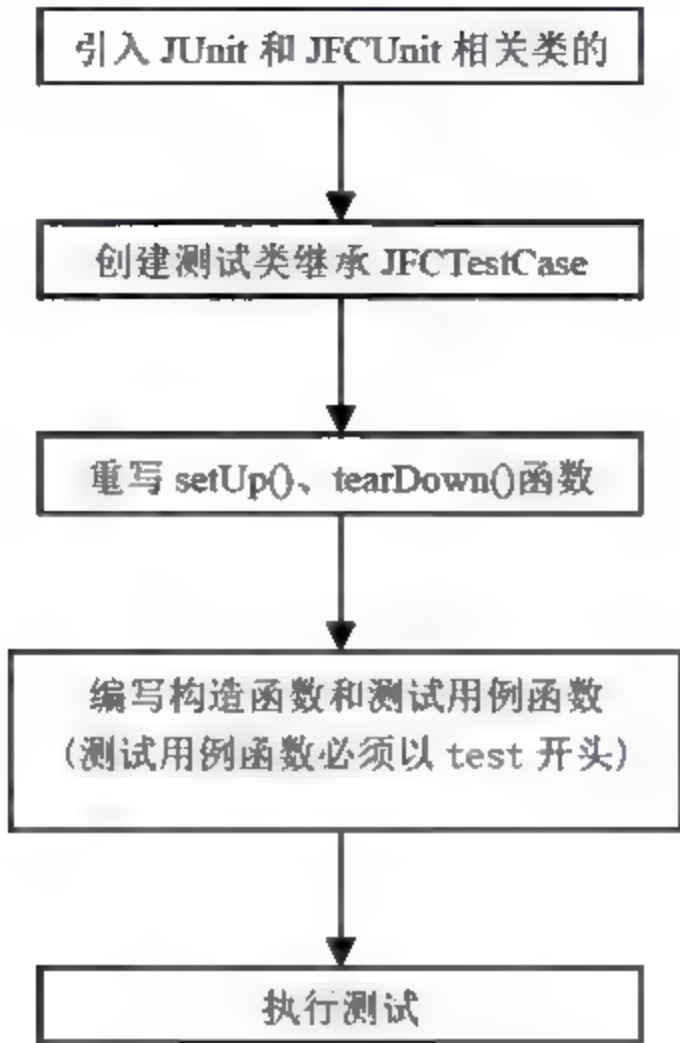 引入 JUnit 和 JFCUnit 相关类的
创建测试类继承 JFCTestCase
重写 setUp()、tearDown()函数
编写构造函数和测试用例函数
(测试用例函数必须以 test 开头)
执行测试